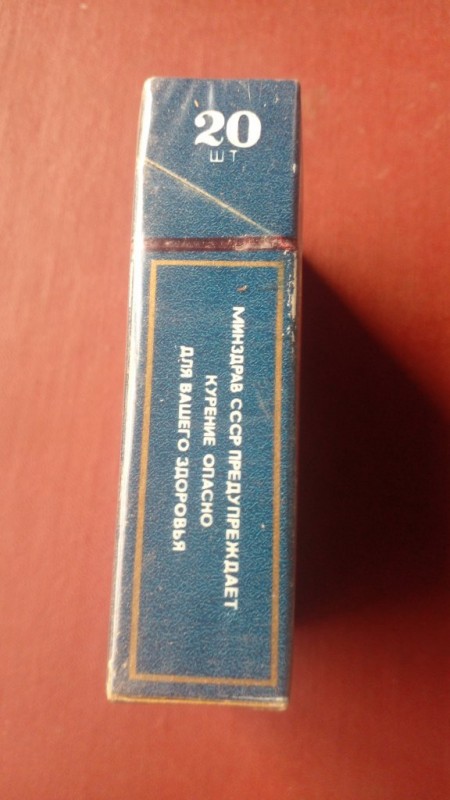 20
ШТ
МИНЗДРАВ СССР ПРЕДУПРЕЖДАЕТ
КУРЕНИЕ ОПАСНО
ДЛЯ ВАШЕГО ЗДОРОВЬЯ